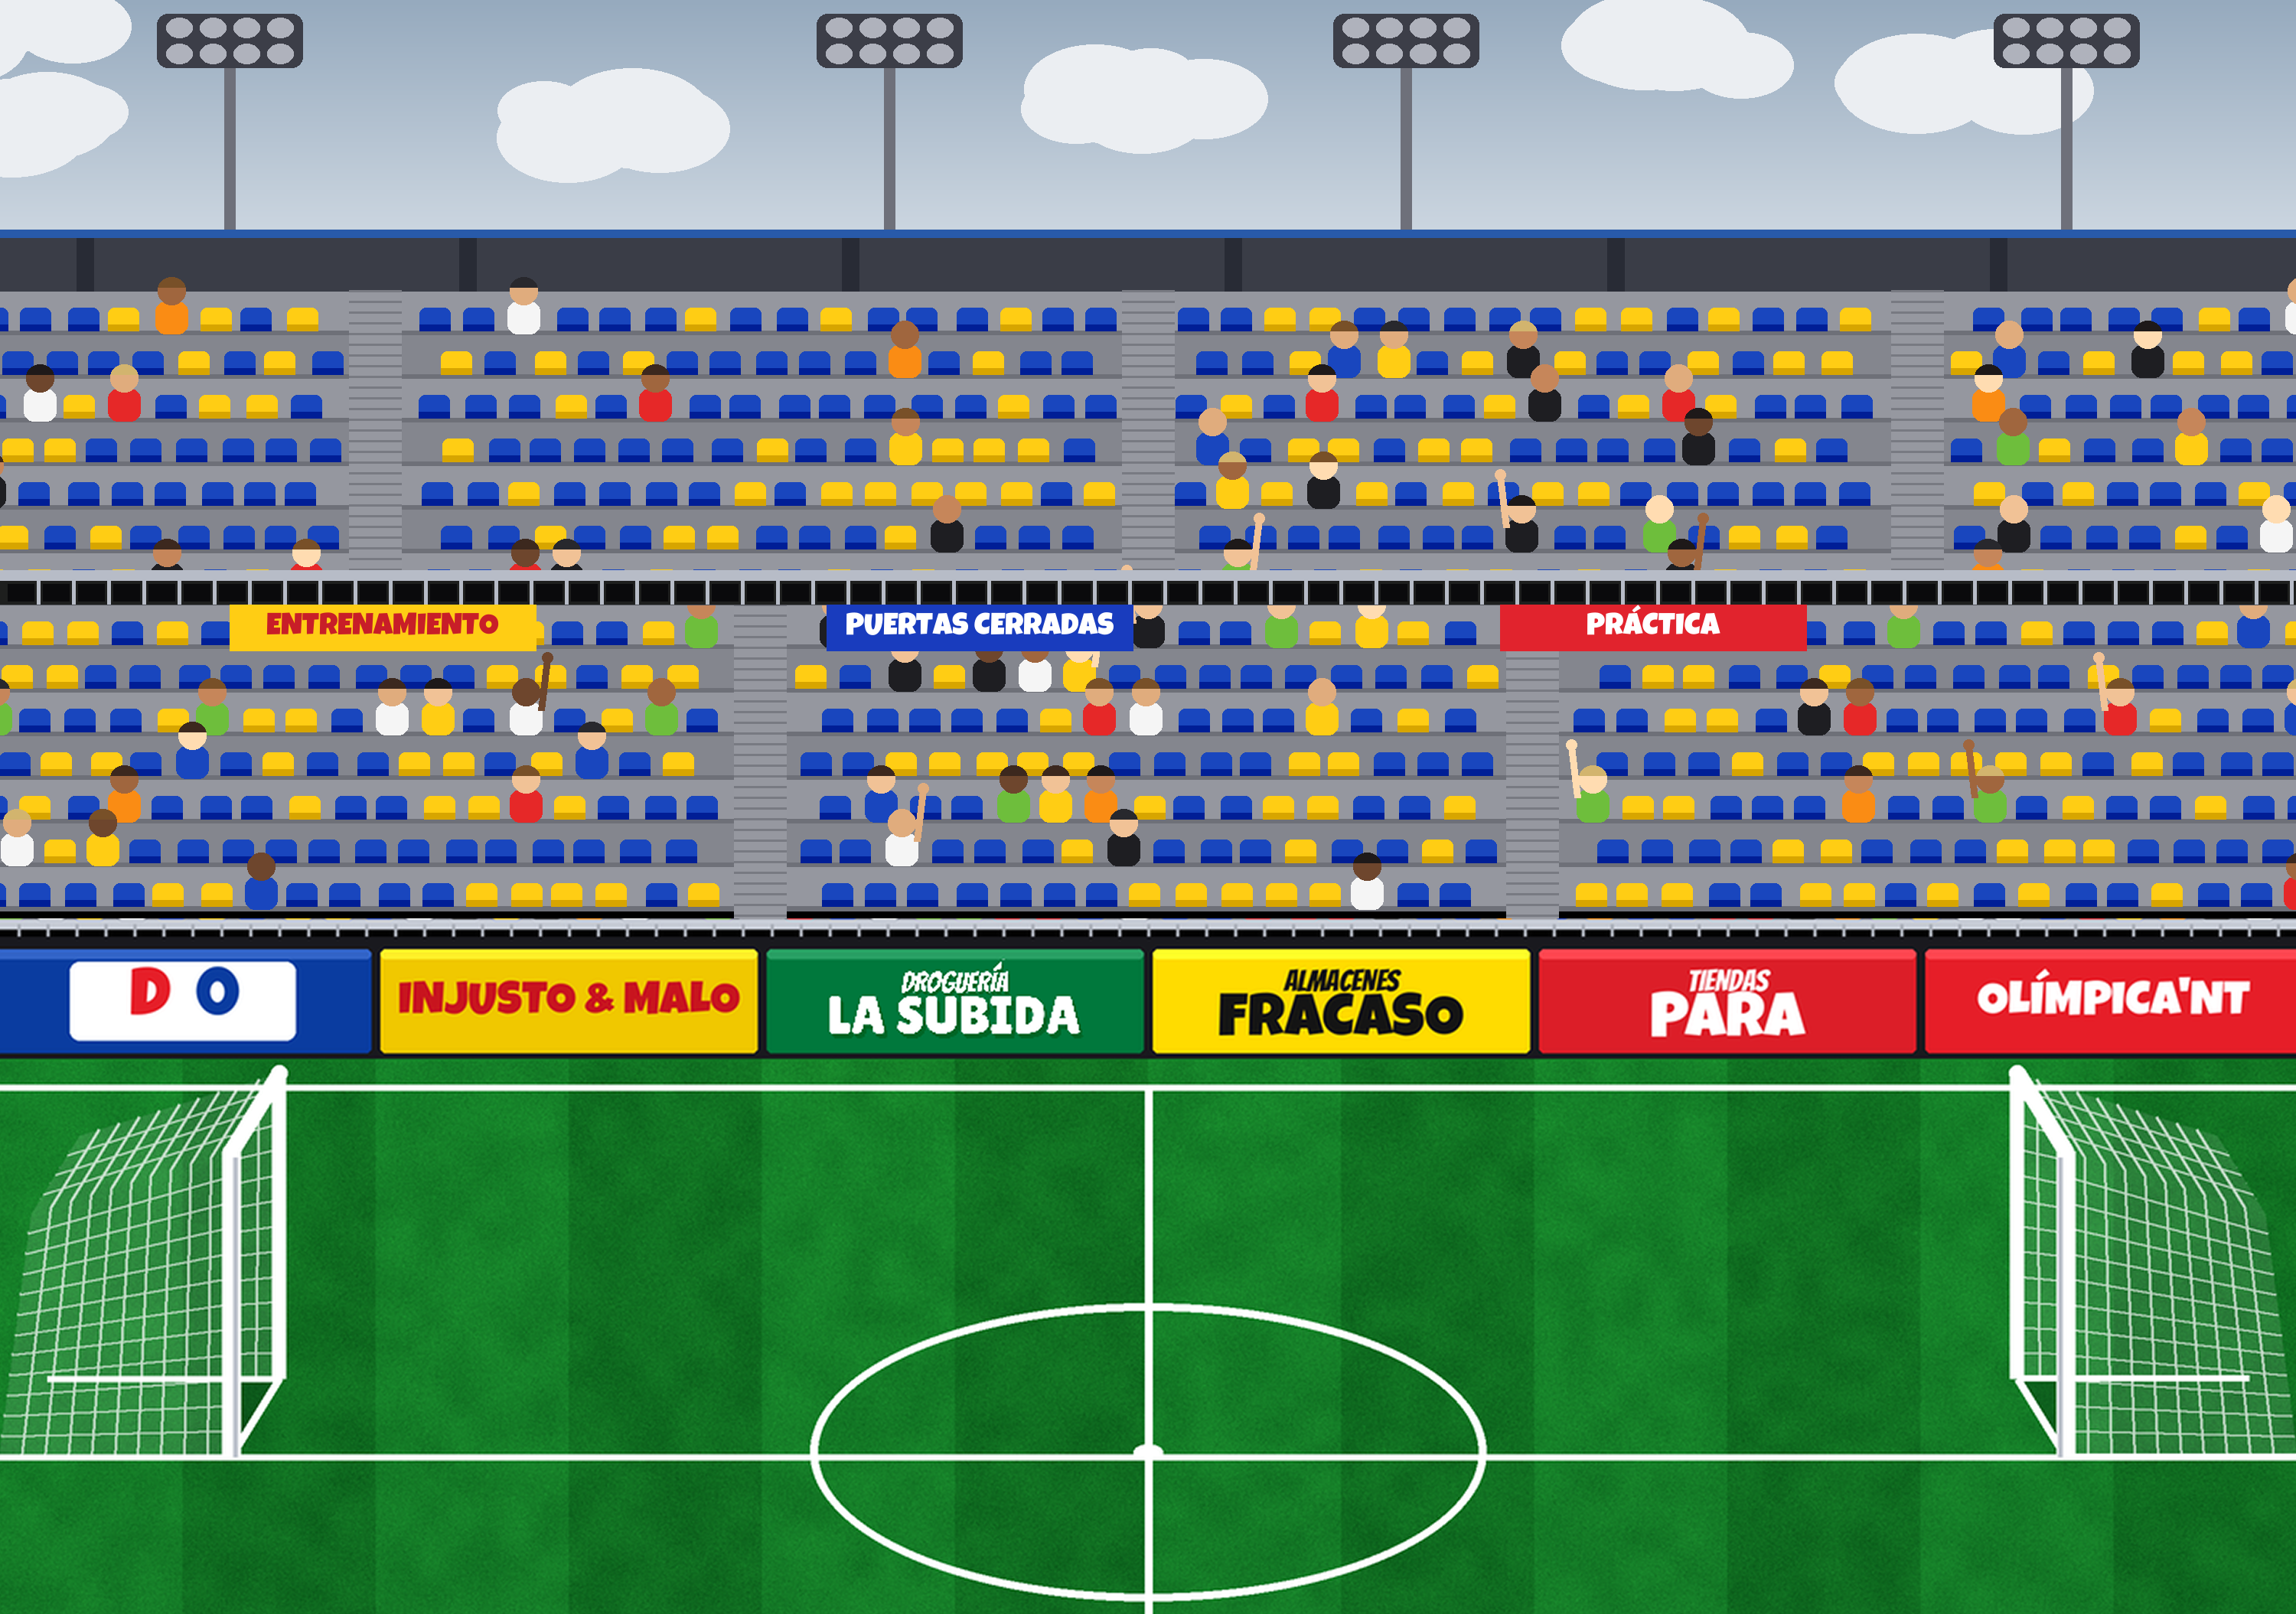 ENTRENAMIENTO
PUERTAS CERRADAS
PRÁCTICA
D O
INJUSTO & MALO
DROGUERÍA
LA SUBIDA
ALMACENES
FRACASO
TIENDAS
PARA
OLÍMPICA'NT